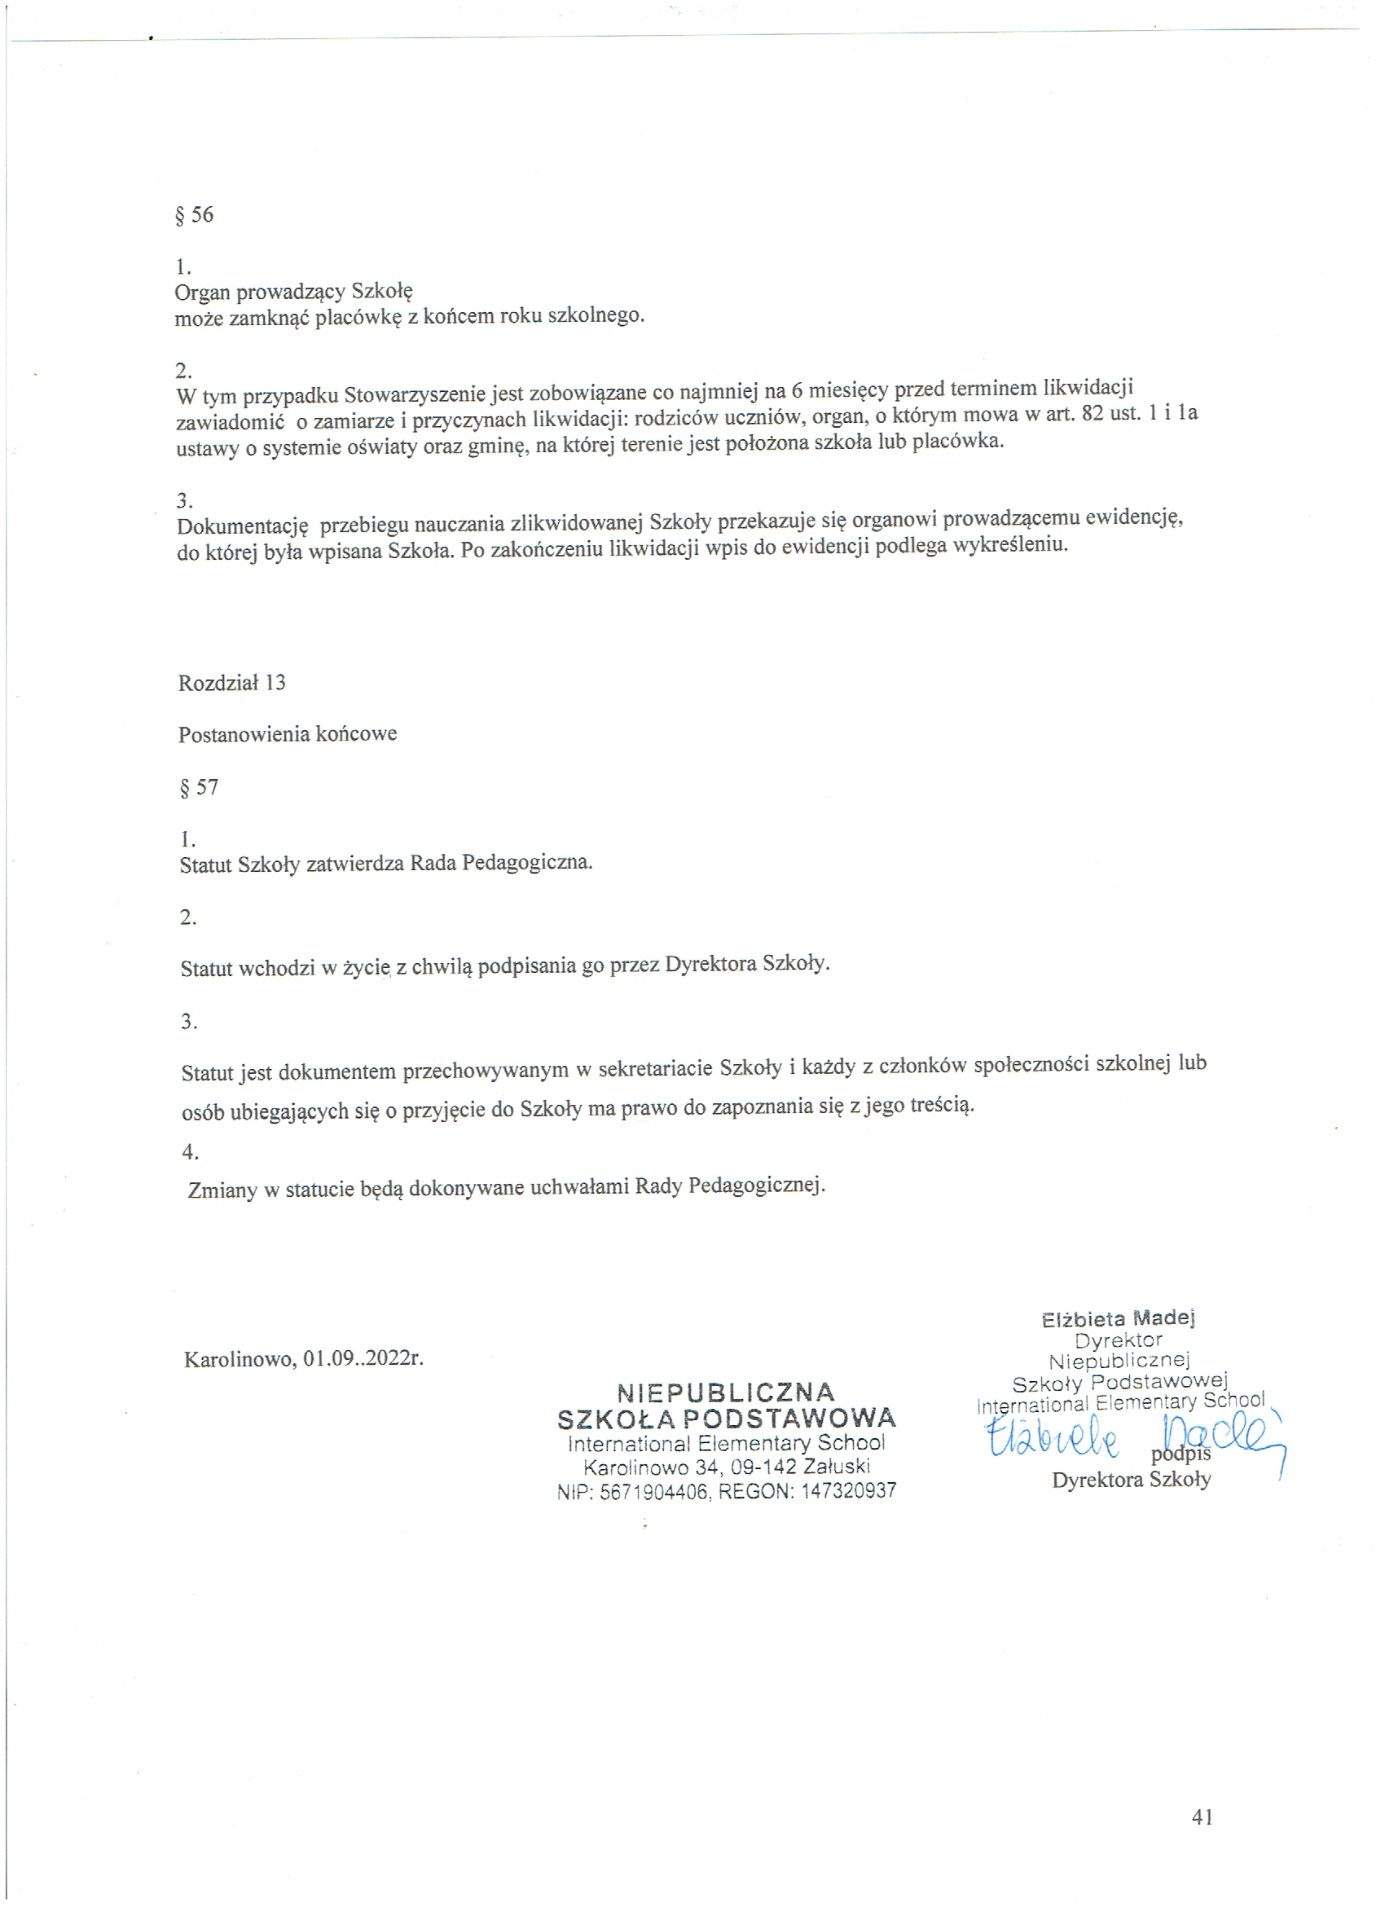 § 56
1.
Organ prowadzący Szkołę
może zamknąć placówkę z końcem roku szkolnego.
2.
W tym przypadku Stowarzyszenie jest zobowiązane co najmniej na 6 miesięcy przed terminem likwidacji
zawiadomić o zamiarze i przyczynach likwidacji: rodziców uczniów, organ, o którym mowa w art. 82 ust. 1 i 1a
ustawy o systemie oświaty oraz gminę, na której terenie jest położona szkoła lub placówka.
3.
Dokumentację przebiegu nauczania zlikwidowanej Szkoły przekazuje się organowi prowadzącemu ewidencję,
do której była wpisana Szkoła. Po zakończeniu likwidacji wpis do ewidencji podlega wykreśleniu.
Rozdział 13
Postanowienia końcowe
§ 57
1.
Statut Szkoły zatwierdza Rada Pedagogiczna.
2.
Statut wchodzi w życie z chwilą podpisania go przez Dyrektora Szkoły.
3.
Statut jest dokumentem przechowywanym w sekretariacie Szkoły i każdy z członków społeczności szkolnej lub
osób ubiegających się o przyjęcie do Szkoły ma prawo do zapoznania się z jego treścią.
4.
Zmiany w statucie będą dokonywane uchwałami Rady Pedagogicznej.
Karolinowo, 01.09..2022r.
NIEPUBLICZNA
SZKOŁA PODSTAWOWA
International Elementary School
Karolinowo 34, 09-142 Załuski
NIP: 5671904406, REGON: 147320937
Elżbieta Madej
Dyrektor
Niepublicznej
Szkoły Podstawowej
International Elementary School
Elżbieta Madej
podpis
Dyrektora Szkoły
41